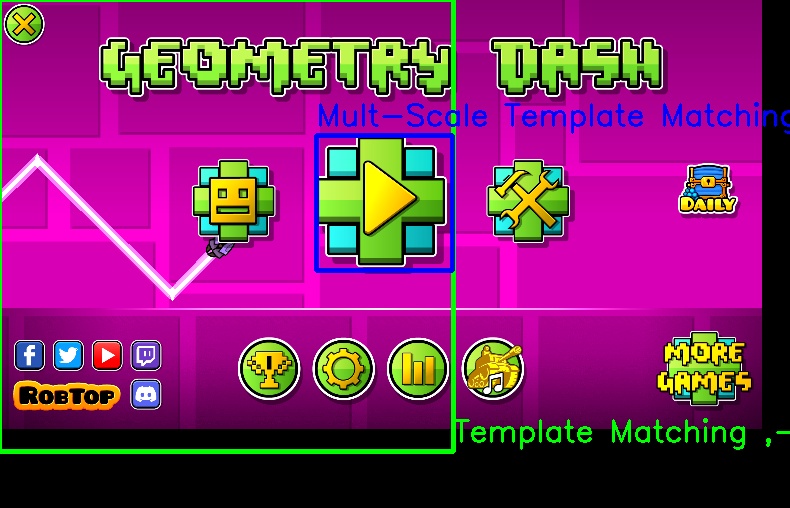 GEOMETRY DASH
Mult-Scale Template Matching
DAILY
ROBTOP
MORE
GAMES
Template Matching ,-